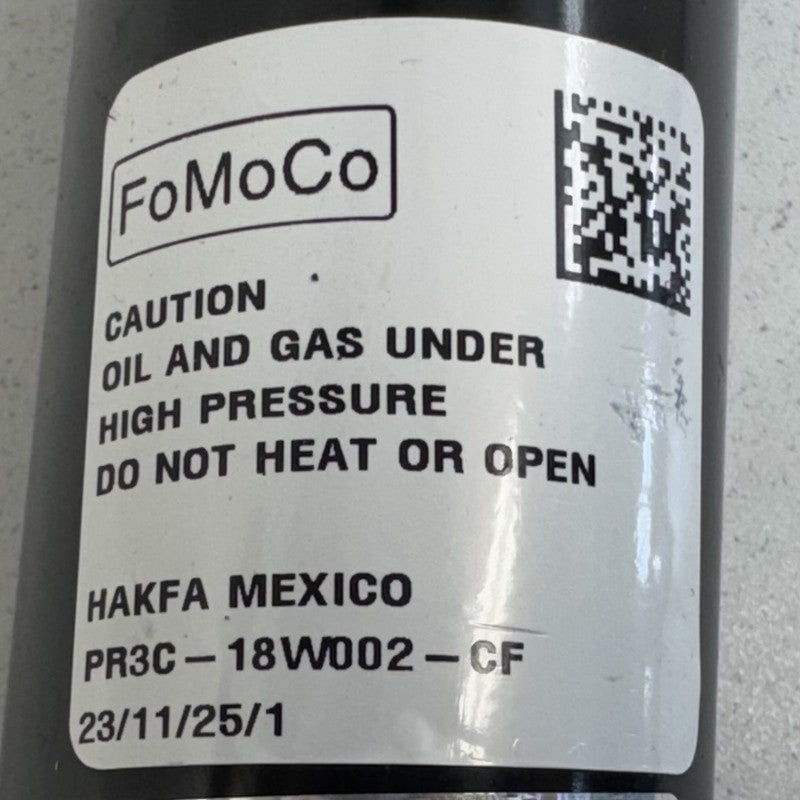 FoMoCo
CAUTION
OIL AND GAS UNDER
HIGH PRESSURE
DO NOT HEAT OR OPEN
HAKFA MEXICO
PR3C-18W002-CF
23/11/25/1